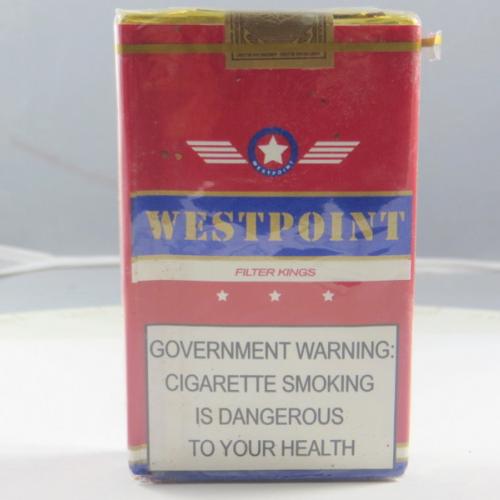 WESTPOINT
WESTPOINT
FILTER KINGS
GOVERNMENT WARNING:
CIGARETTE SMOKING
IS DANGEROUS
TO YOUR HEALTH